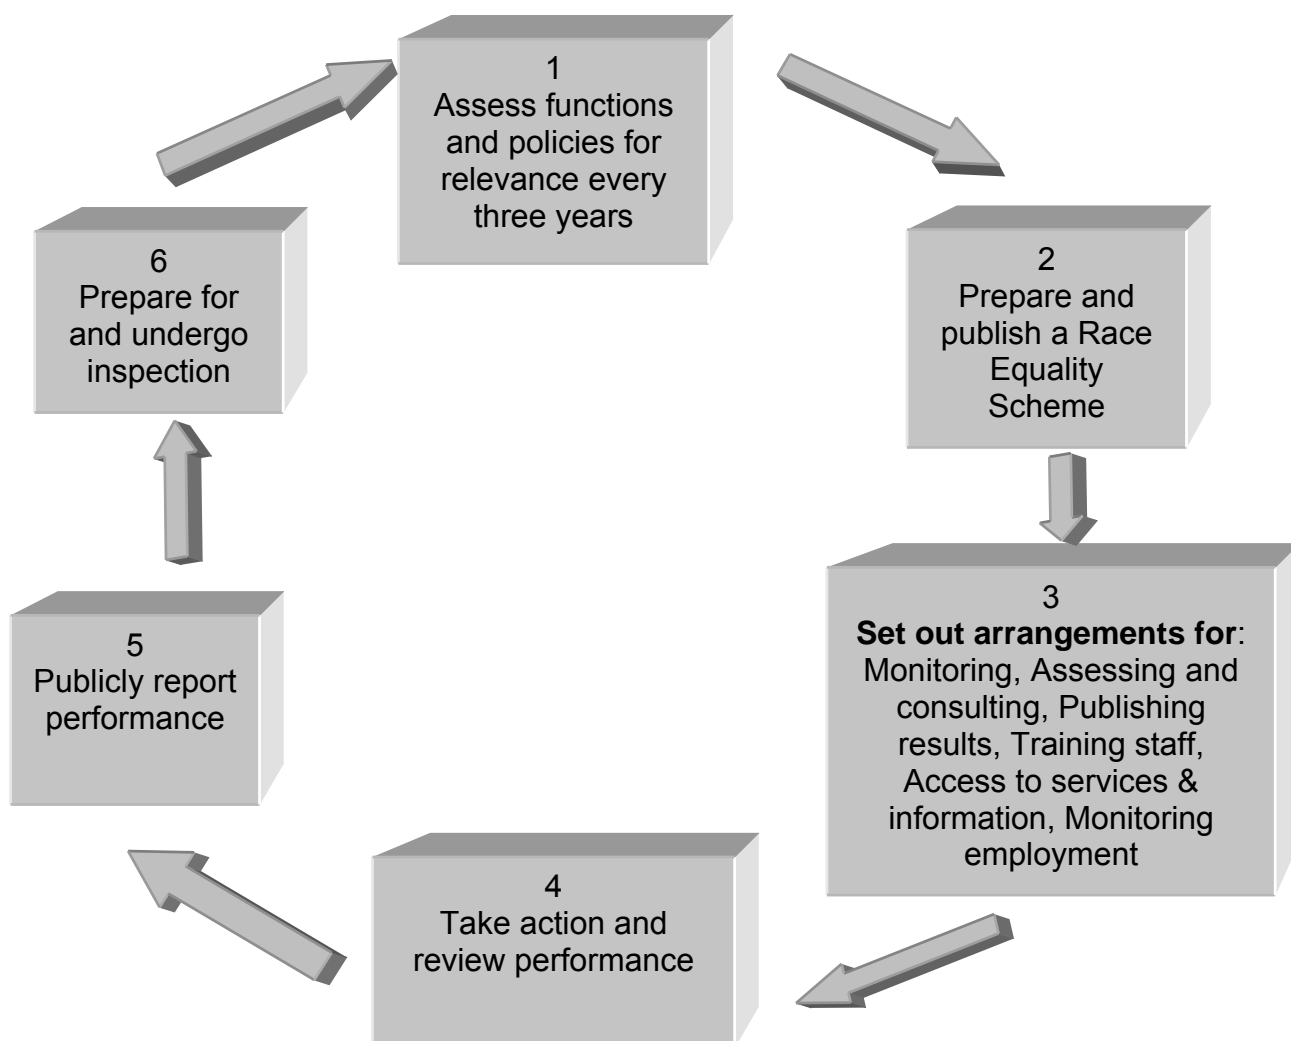 1
Assess functions
and policies for
relevance every
three years
2
Prepare and
publish a Race
Equality
Scheme
3
Set out arrangements for:
Monitoring, Assessing and
consulting, Publishing
results, Training staff,
Access to services &
information, Monitoring
employment
4
Take action and
review performance
5
Publicly report
performance
6
Prepare for
and undergo
inspection